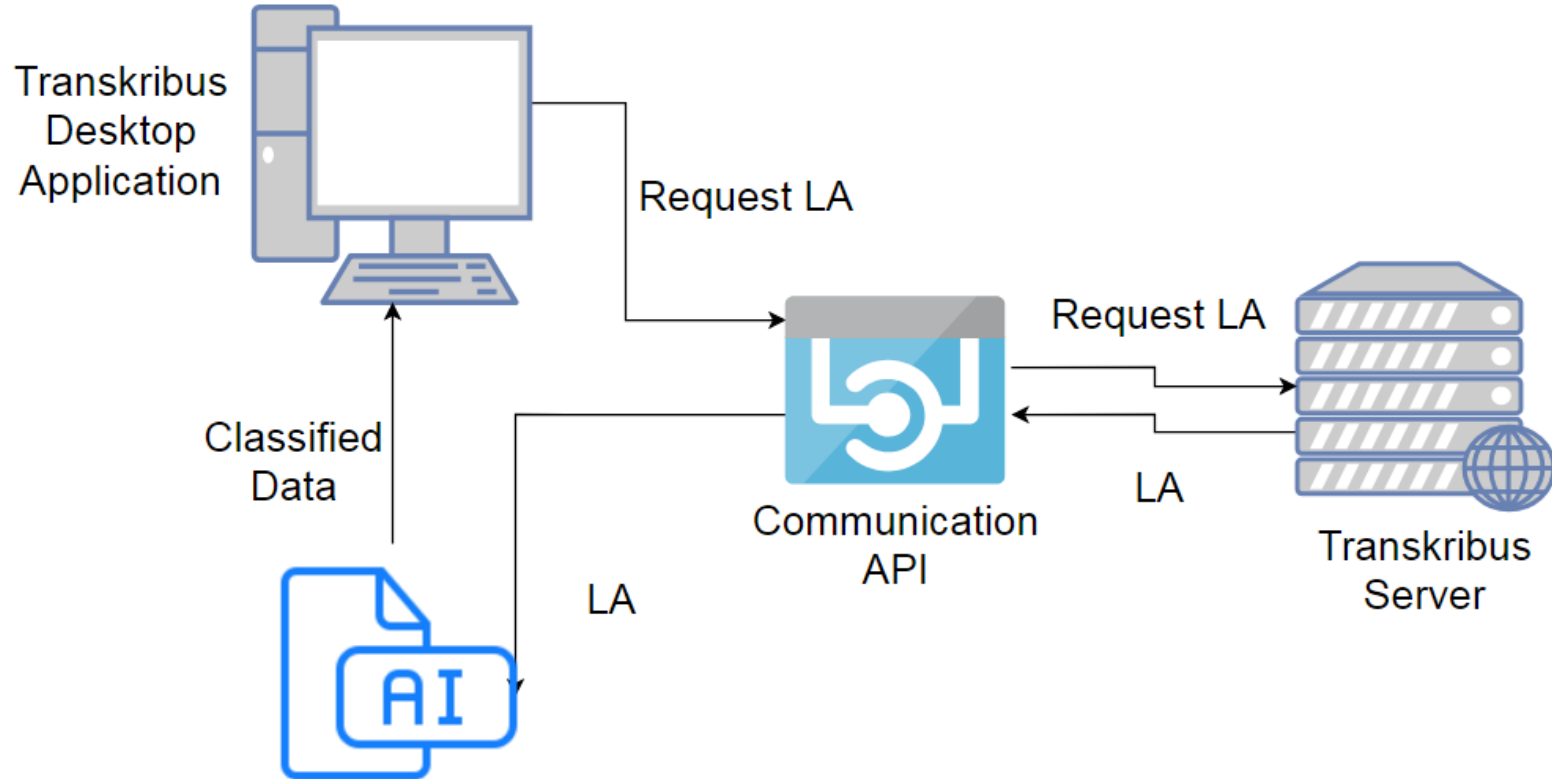 Transkribus
Desktop
Application
Request LA
Request LA
Classified
Data
LA
Communication
API
Transkribus
Server
LA
AI